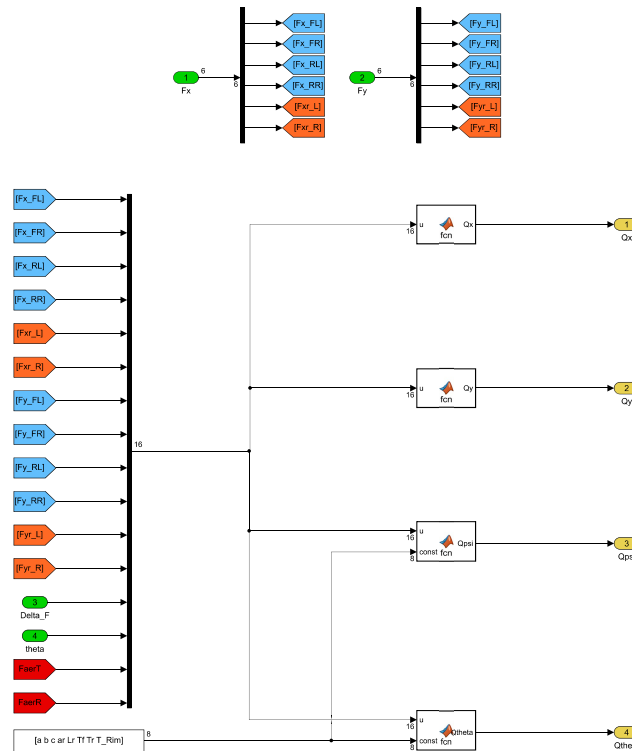 [Fx_FL]
[Fx_FR]
[Fx_RL]
[Fx_RR]
[Fxr_L]
[Fxr_R]
1
6
6
Fx
[Fy_FL]
[Fy_FR]
[Fy_RL]
[Fy_RR]
[Fyr_L]
[Fyr_R]
2
6
6
Fy
[Fx_FL]
[Fx_FR]
[Fx_RL]
[Fx_RR]
[Fxr_L]
[Fxr_R]
[Fy_FL]
[Fy_FR]
[Fy_RL]
[Fy_RR]
[Fyr_L]
[Fyr_R]
3
Delta_F
4
theta
FaerT
FaerR
[a b c ar Lr Tf Tr T_Rim]
8
16
u
16
fcn
Qx
1
Qx
u
16
fcn
Qy
2
Qy
u
16
const
8
fcn
Qpsi
3
Qps
u
16
const
8
fcn
Qtheta
4
Qthe